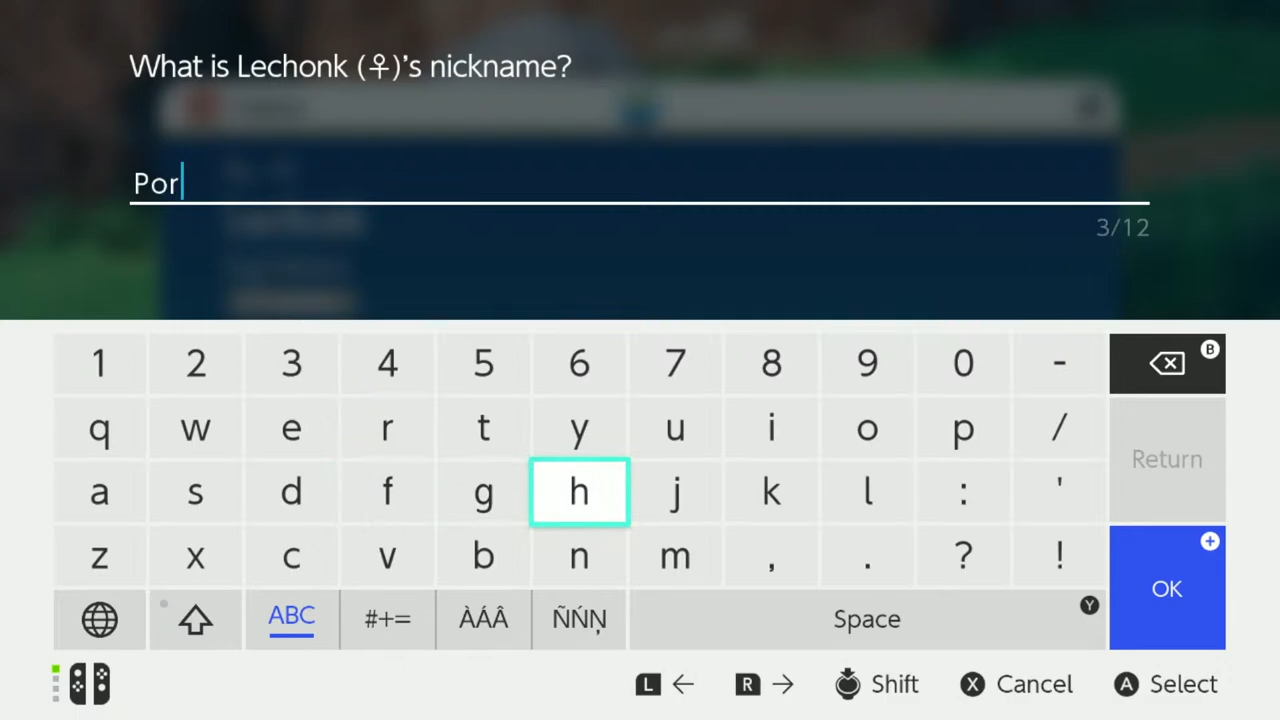 What is Lechonk (♀)'s nickname?
Por
3/12
1 2 3 4 5 6 7 8 9 0 - B
q w e r t y u i o p / Return
a s d f g h j k l : '
z x c v b n m , . ? ! + OK
ABC #+= ÀÁÂ ÑŃŅ Space Y
L ← R → Shift X Cancel A Select